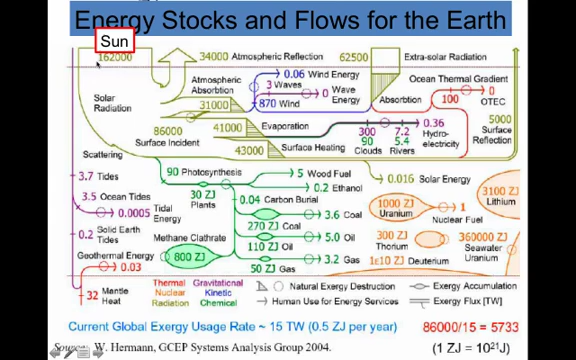 Energy Stocks and Flows for the Earth
Sun
162000
34000 Atmospheric Reflection
62500
Extra-solar Radiation
Solar
Radiation
Atmospheric
Absorbtion
31000
0.06 Wind Energy
3 Waves
0
Wave
Energy
870 Wind
Absorbtion
Ocean Thermal Gradient
100
0
OTEC
86000
Surface Incident
41000
Evaporation
300
90
Clouds
7.2
5.4
Rivers
0.36
Hydro-
electricity
5000
Surface
Reflection
43000
Surface Heating
Scattering
3.7 Tides
90 Photosynthesis
5 Wood Fuel
0.2 Ethanol
0.016 Solar Energy
3.5 Ocean Tides
0.0005 Tidal
Energy
30 ZJ
Plants
0.04 Carbon Burial
3.6 Coal
270 ZJ
Coal
1000 ZJ
Uranium
1
Nuclear Fuel
3100 ZJ
Lithium
0.2 Solid Earth
Tides
Methane Clathrate
800 ZJ
5.0 Oil
110 ZJ Oil
300 ZJ
Thorium
360000 ZJ
Seawater
Uranium
Geothermal Energy
0.03
3.2 Gas
50 ZJ Gas
1e10 Deuterium
32 Mantle
Heat
Thermal
Nuclear
Radiation
Gravitational
Kinetic
Chemical
Natural Exergy Destruction
Human Use for Energy Services
Exergy Accumulation
Exergy Flux [TW]
Current Global Exergy Usage Rate ~ 15 TW (0.5 ZJ per year)
86000/15 = 5733
Source: W. Hermann, GCEP Systems Analysis Group 2004.
(1 ZJ = 10²¹J)